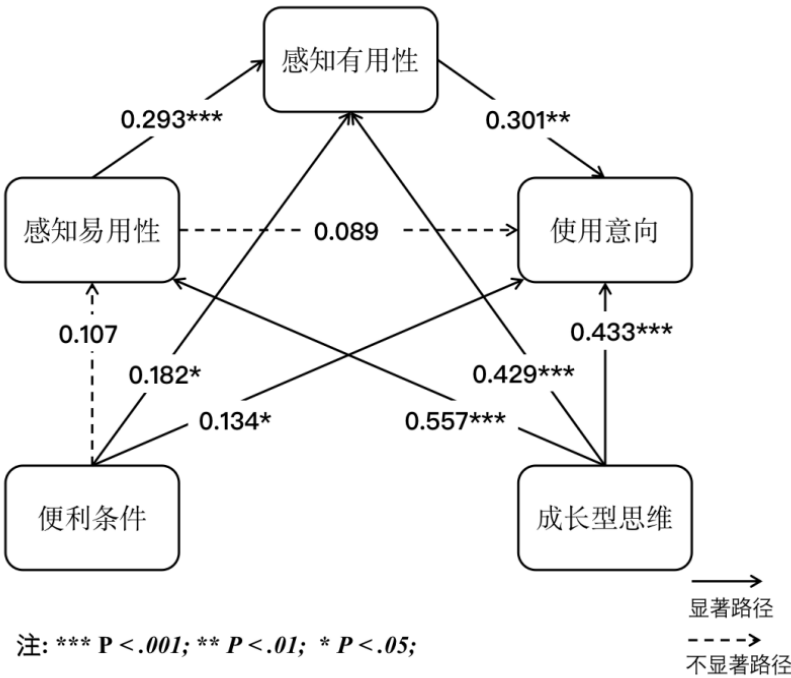 感知有用性
0.293***
0.301**
感知易用性
0.089
使用意向
0.107
0.433***
0.182*
0.429***
0.134*
0.557***
便利条件
成长型思维
显著路径
注: *** P < .001; ** P < .01; * P < .05;
不显著路径